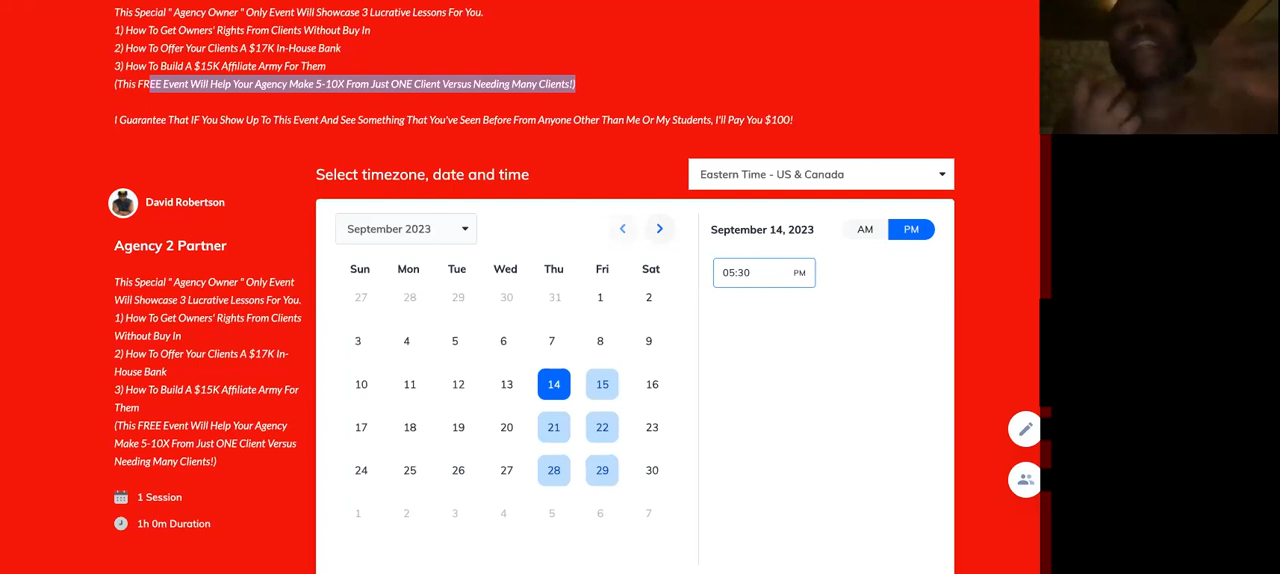 This Special " Agency Owner " Only Event Will Showcase 3 Lucrative Lessons For You.
1) How To Get Owners' Rights From Clients Without Buy In
2) How To Offer Your Clients A $17K In-House Bank
3) How To Build A $15K Affiliate Army For Them
(This FREE Event Will Help Your Agency Make 5-10X From Just ONE Client Versus Needing Many Clients!)
I Guarantee That IF You Show Up To This Event And See Something That You've Seen Before From Anyone Other Than Me Or My Students, I'll Pay You $100!
Select timezone, date and time
Eastern Time - US & Canada
David Robertson
Agency 2 Partner
This Special " Agency Owner " Only Event
Will Showcase 3 Lucrative Lessons For You.
1) How To Get Owners' Rights From Clients
Without Buy In
2) How To Offer Your Clients A $17K In-
House Bank
3) How To Build A $15K Affiliate Army For
Them
(This FREE Event Will Help Your Agency
Make 5-10X From Just ONE Client Versus
Needing Many Clients!)
1 Session
1h 0m Duration
September 2023
Sun Mon Tue Wed Thu Fri Sat
27 28 29 30 31 1 2
3 4 5 6 7 8 9
10 11 12 13 14 15 16
17 18 19 20 21 22 23
24 25 26 27 28 29 30
1 2 3 4 5 6 7
September 14, 2023
AM PM
05:30 PM